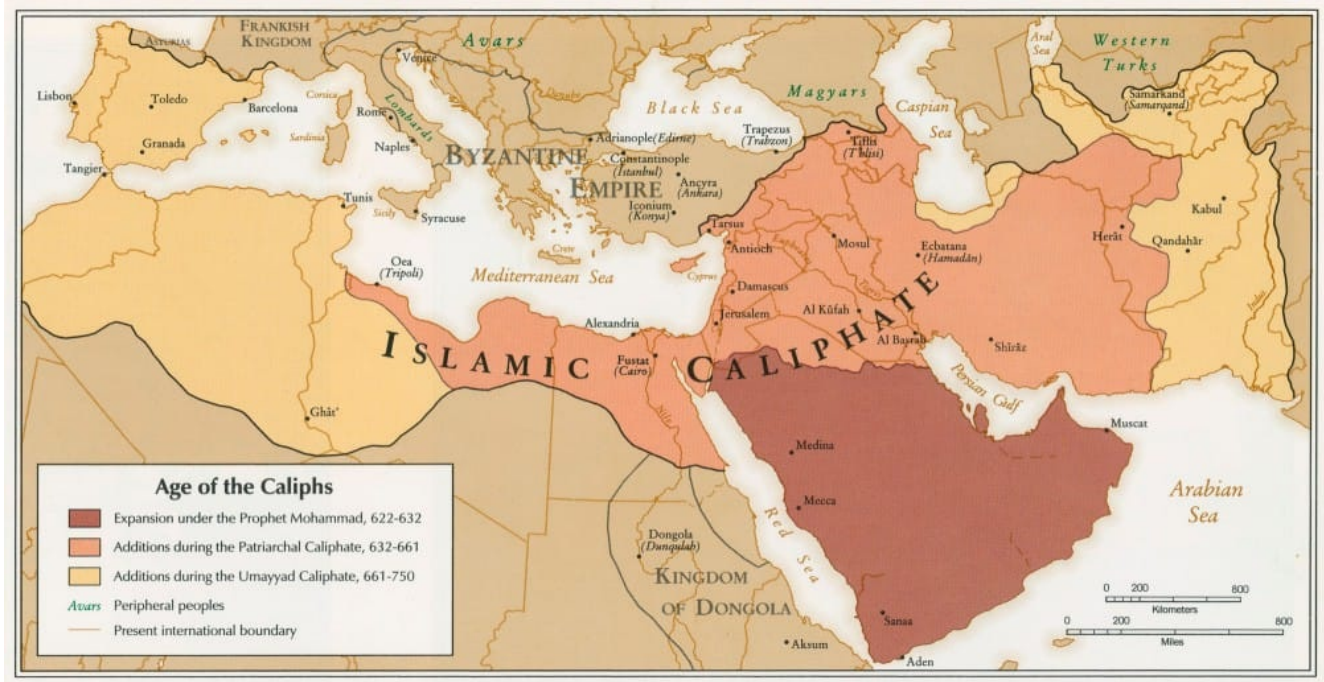 FRANKISH
KINGDOM
ASTURIAS
Avars
Aral
Sea
Western
Turks
Venice
Danube
Black Sea
Magyars
Caspian
Sea
Samarkand
(Samarqand)
Lisbon
Toledo
Barcelona
Corsica
Rome
Lombards
Adrianople (Edirne)
Trapezus
(Trabzon)
Tiflis
(T'bilisi)
Granada
Sardinia
Naples
BYZANTINE
EMPIRE
Constantinople
(İstanbul)
Ancyra
(Ankara)
Iconium
(Konya)
Tangier
Tunis
Sicily
Syracuse
Tarsus
Antioch
Euphrates
Mosul
Ecbatana
(Hamadān)
Herāt
Kabul
Qandahār
Crete
Cyprus
Oea
(Tripoli)
Mediterranean Sea
Damascus
Tigris
Indus
Jerusalem
Al Kūfah
Al Basrah
Shīrāz
Alexandria
ISLAMIC CALIPHATE
Fustat
(Cairo)
Nile
Persian Gulf
Ghāt
Muscat
Medina
Mecca
Red Sea
Arabian
Sea
Dongola
(Dunqulah)
KINGDOM
OF DONGOLA
Sanaa
Aksum
Aden
Age of the Caliphs
Expansion under the Prophet Mohammad, 622-632
Additions during the Patriarchal Caliphate, 632-661
Additions during the Umayyad Caliphate, 661-750
Avars Peripheral peoples
Present international boundary
0 200 800
Kilometers
0 200 800
Miles